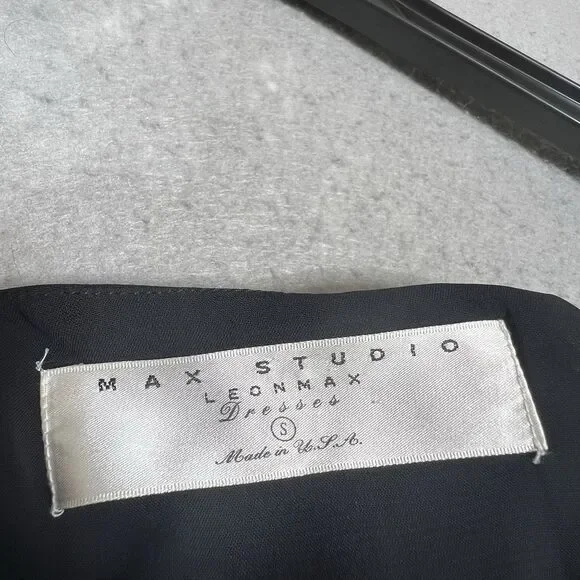 MAX STUDIO
LEONMAX
Dresses
S
Made in U.S.A.